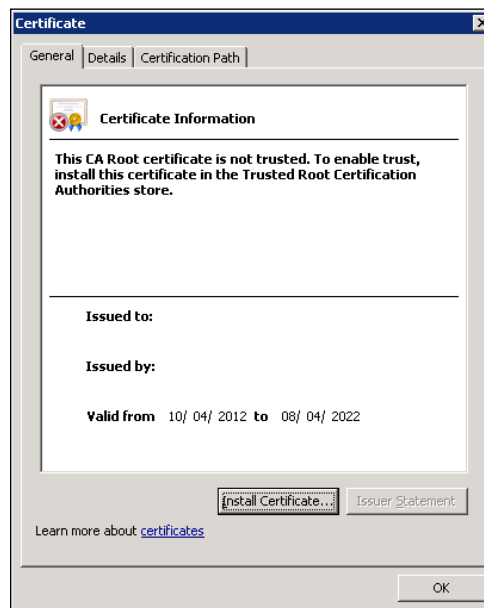 Certificate
General Details Certification Path
Certificate Information
This CA Root certificate is not trusted. To enable trust,
install this certificate in the Trusted Root Certification
Authorities store.
Issued to:
Issued by:
Valid from 10/ 04/ 2012 to 08/ 04/ 2022
Install Certificate... Issuer Statement
Learn more about certificates
OK